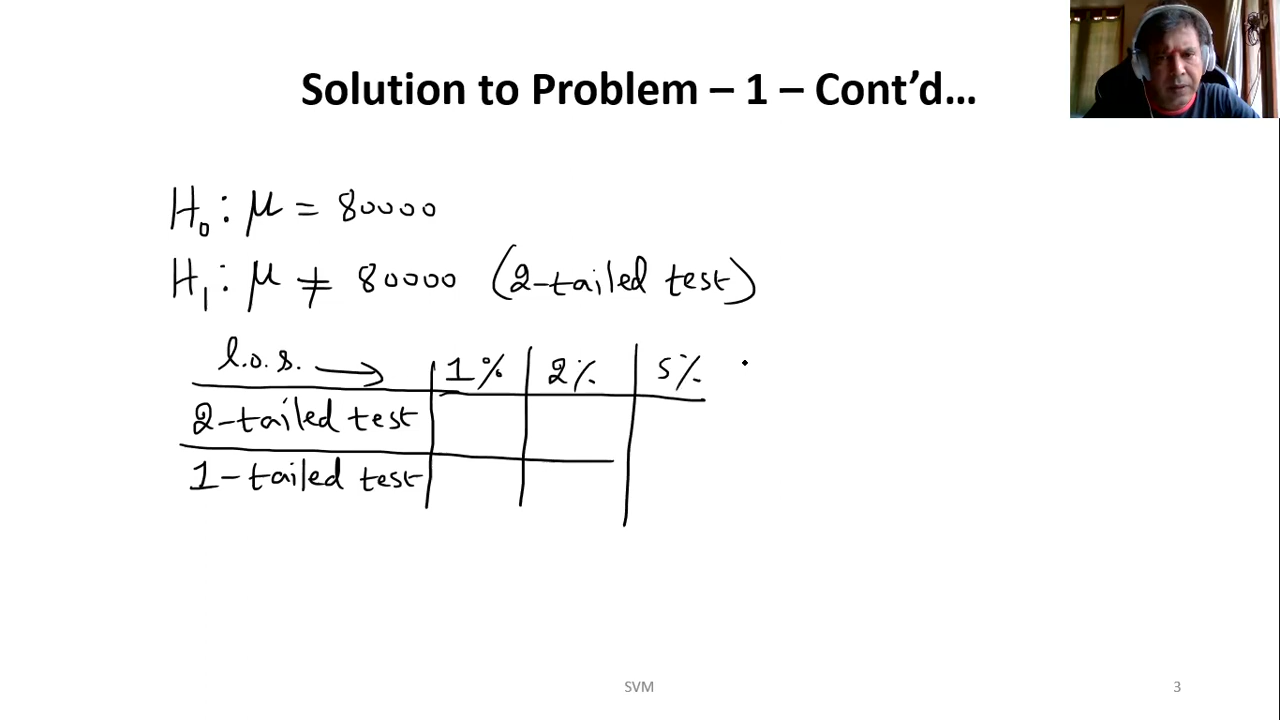 Solution to Problem – 1 – Cont’d…
H₀ : μ = 80000
H₁ : μ ≠ 80000 (2-tailed test)
l.o.s. → 1% 2% 5%
2-tailed test
1-tailed test
SVM 3